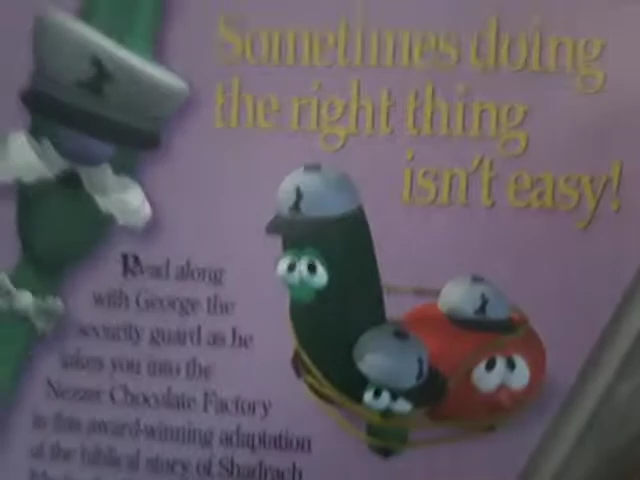 Sometimes doing
the right thing
isn't easy!
Read along
with George the
security guard as he
takes you into the
Nezzer Chocolate Factory
in this award-winning adaptation
of the biblical story of Shadrach